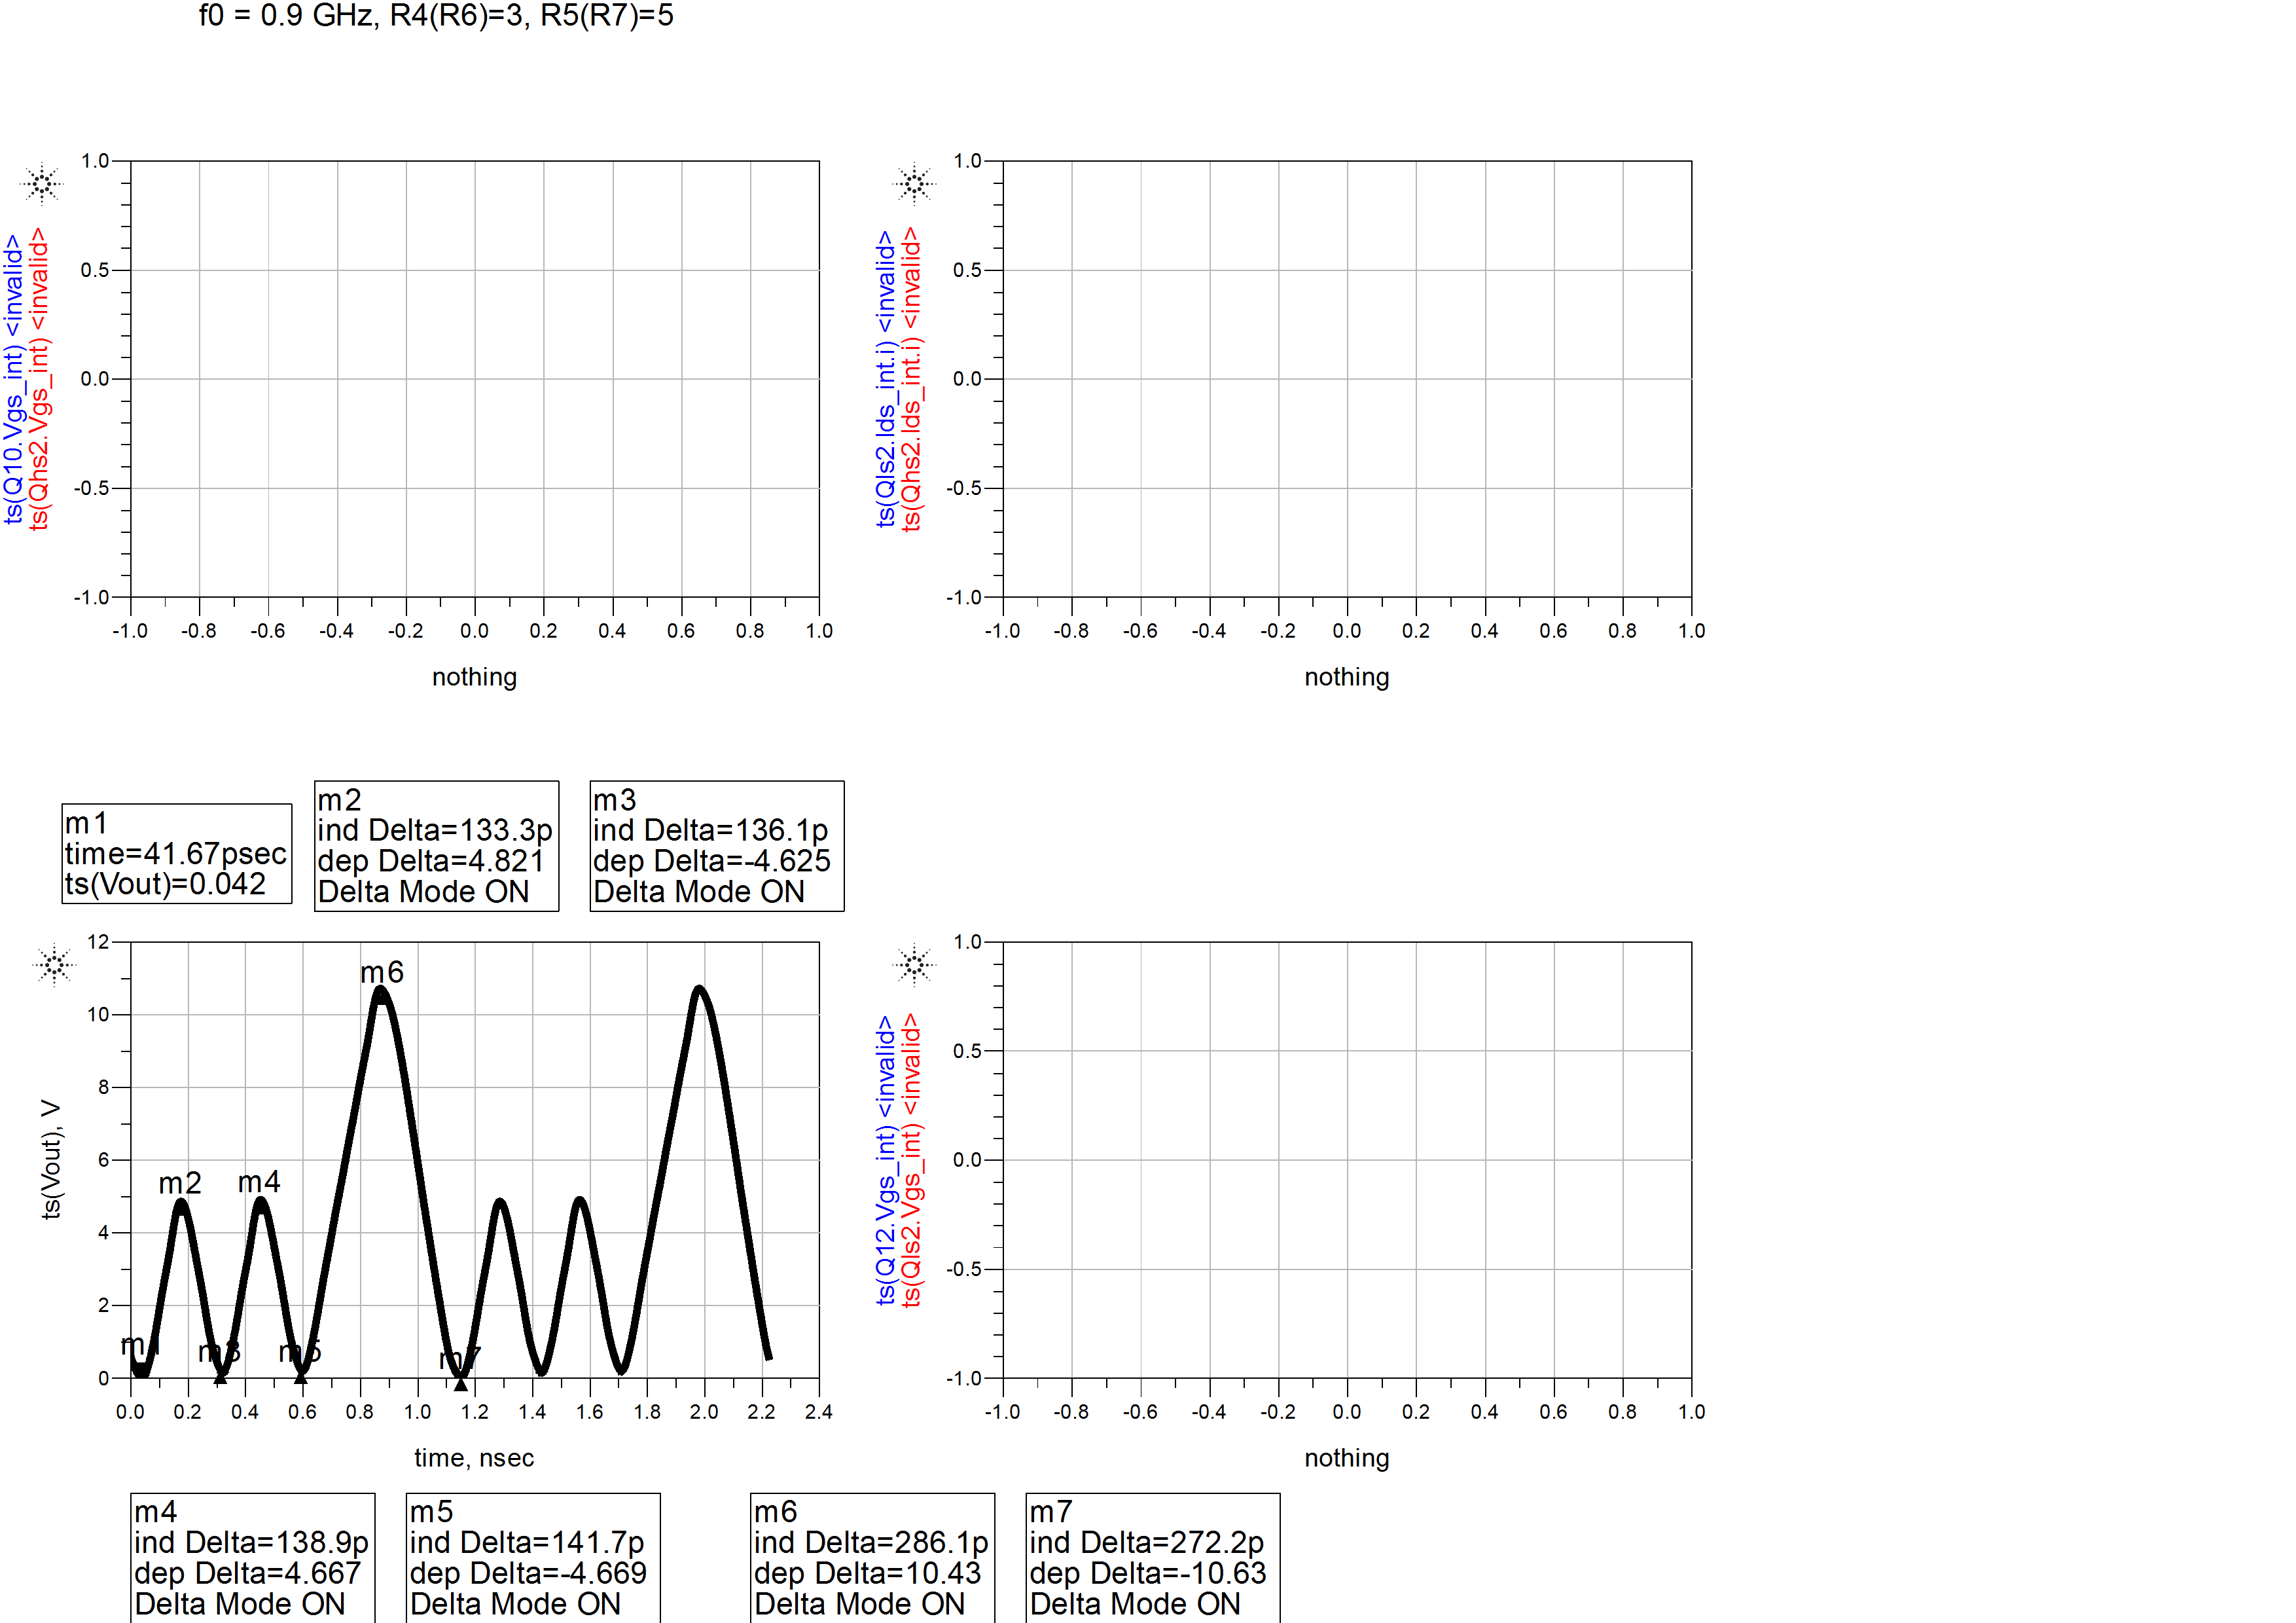 f0 = 0.9 GHz, R4(R6)=3, R5(R7)=5
ts(Q10.Vgs_int) <invalid>
ts(Qhs2.Vgs_int) <invalid>
1.0
0.5
0.0
-0.5
-1.0
-1.0 -0.8 -0.6 -0.4 -0.2 0.0 0.2 0.4 0.6 0.8 1.0
nothing
ts(Qls2.Ids_int.i) <invalid>
ts(Qhs2.Ids_int.i) <invalid>
1.0
0.5
0.0
-0.5
-1.0
-1.0 -0.8 -0.6 -0.4 -0.2 0.0 0.2 0.4 0.6 0.8 1.0
nothing
m1
time=41.67psec
ts(Vout)=0.042
m2
ind Delta=133.3p
dep Delta=4.821
Delta Mode ON
m3
ind Delta=136.1p
dep Delta=-4.625
Delta Mode ON
ts(Vout), V
12
10
8
6
4
2
0
m6
m2 m4
m1 m3 m5 m7
0.0 0.2 0.4 0.6 0.8 1.0 1.2 1.4 1.6 1.8 2.0 2.2 2.4
time, nsec
ts(Q12.Vgs_int) <invalid>
ts(Qls2.Vgs_int) <invalid>
1.0
0.5
0.0
-0.5
-1.0
-1.0 -0.8 -0.6 -0.4 -0.2 0.0 0.2 0.4 0.6 0.8 1.0
nothing
m4
ind Delta=138.9p
dep Delta=4.667
Delta Mode ON
m5
ind Delta=141.7p
dep Delta=-4.669
Delta Mode ON
m6
ind Delta=286.1p
dep Delta=10.43
Delta Mode ON
m7
ind Delta=272.2p
dep Delta=-10.63
Delta Mode ON